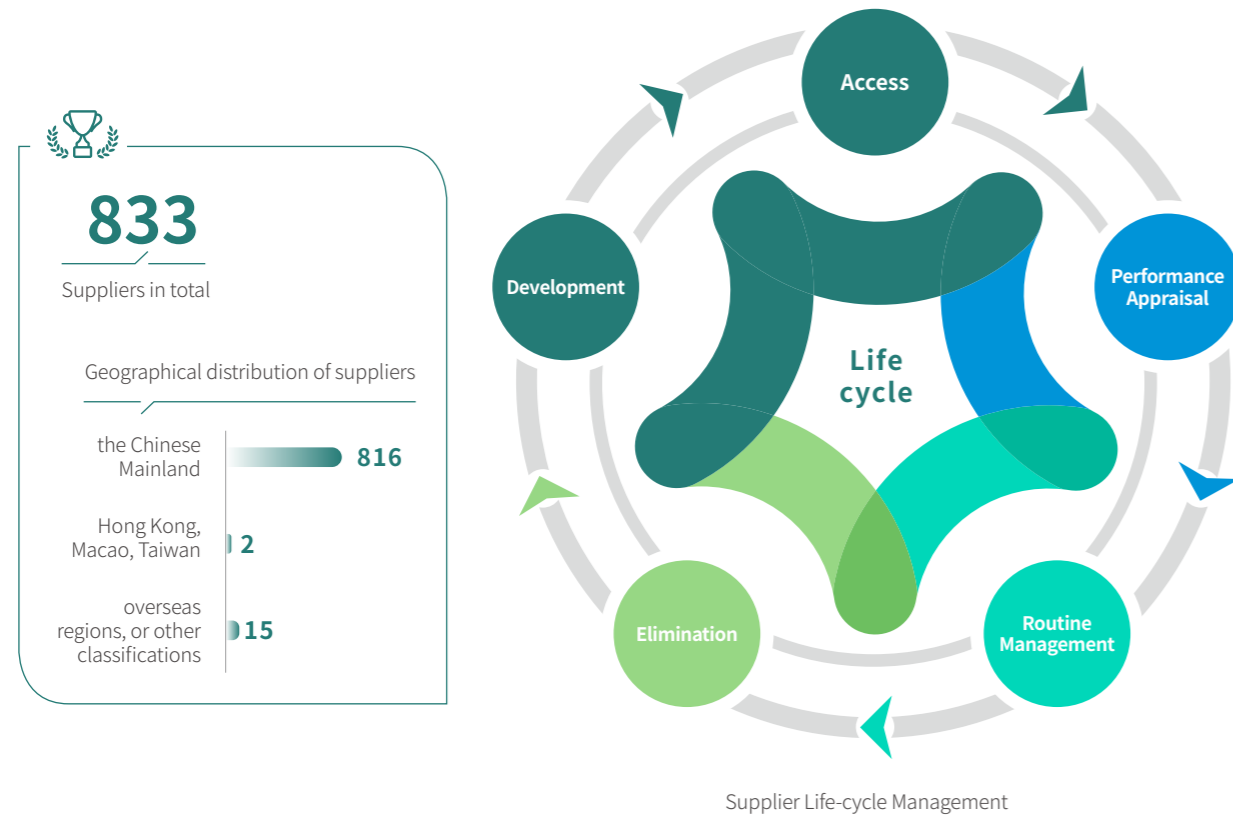 833
Suppliers in total
Geographical distribution of suppliers
the Chinese
Mainland
816
Hong Kong,
Macao, Taiwan
2
overseas
regions, or other
classifications
15
Access
Performance
Appraisal
Routine
Management
Elimination
Development
Life
cycle
Supplier Life-cycle Management